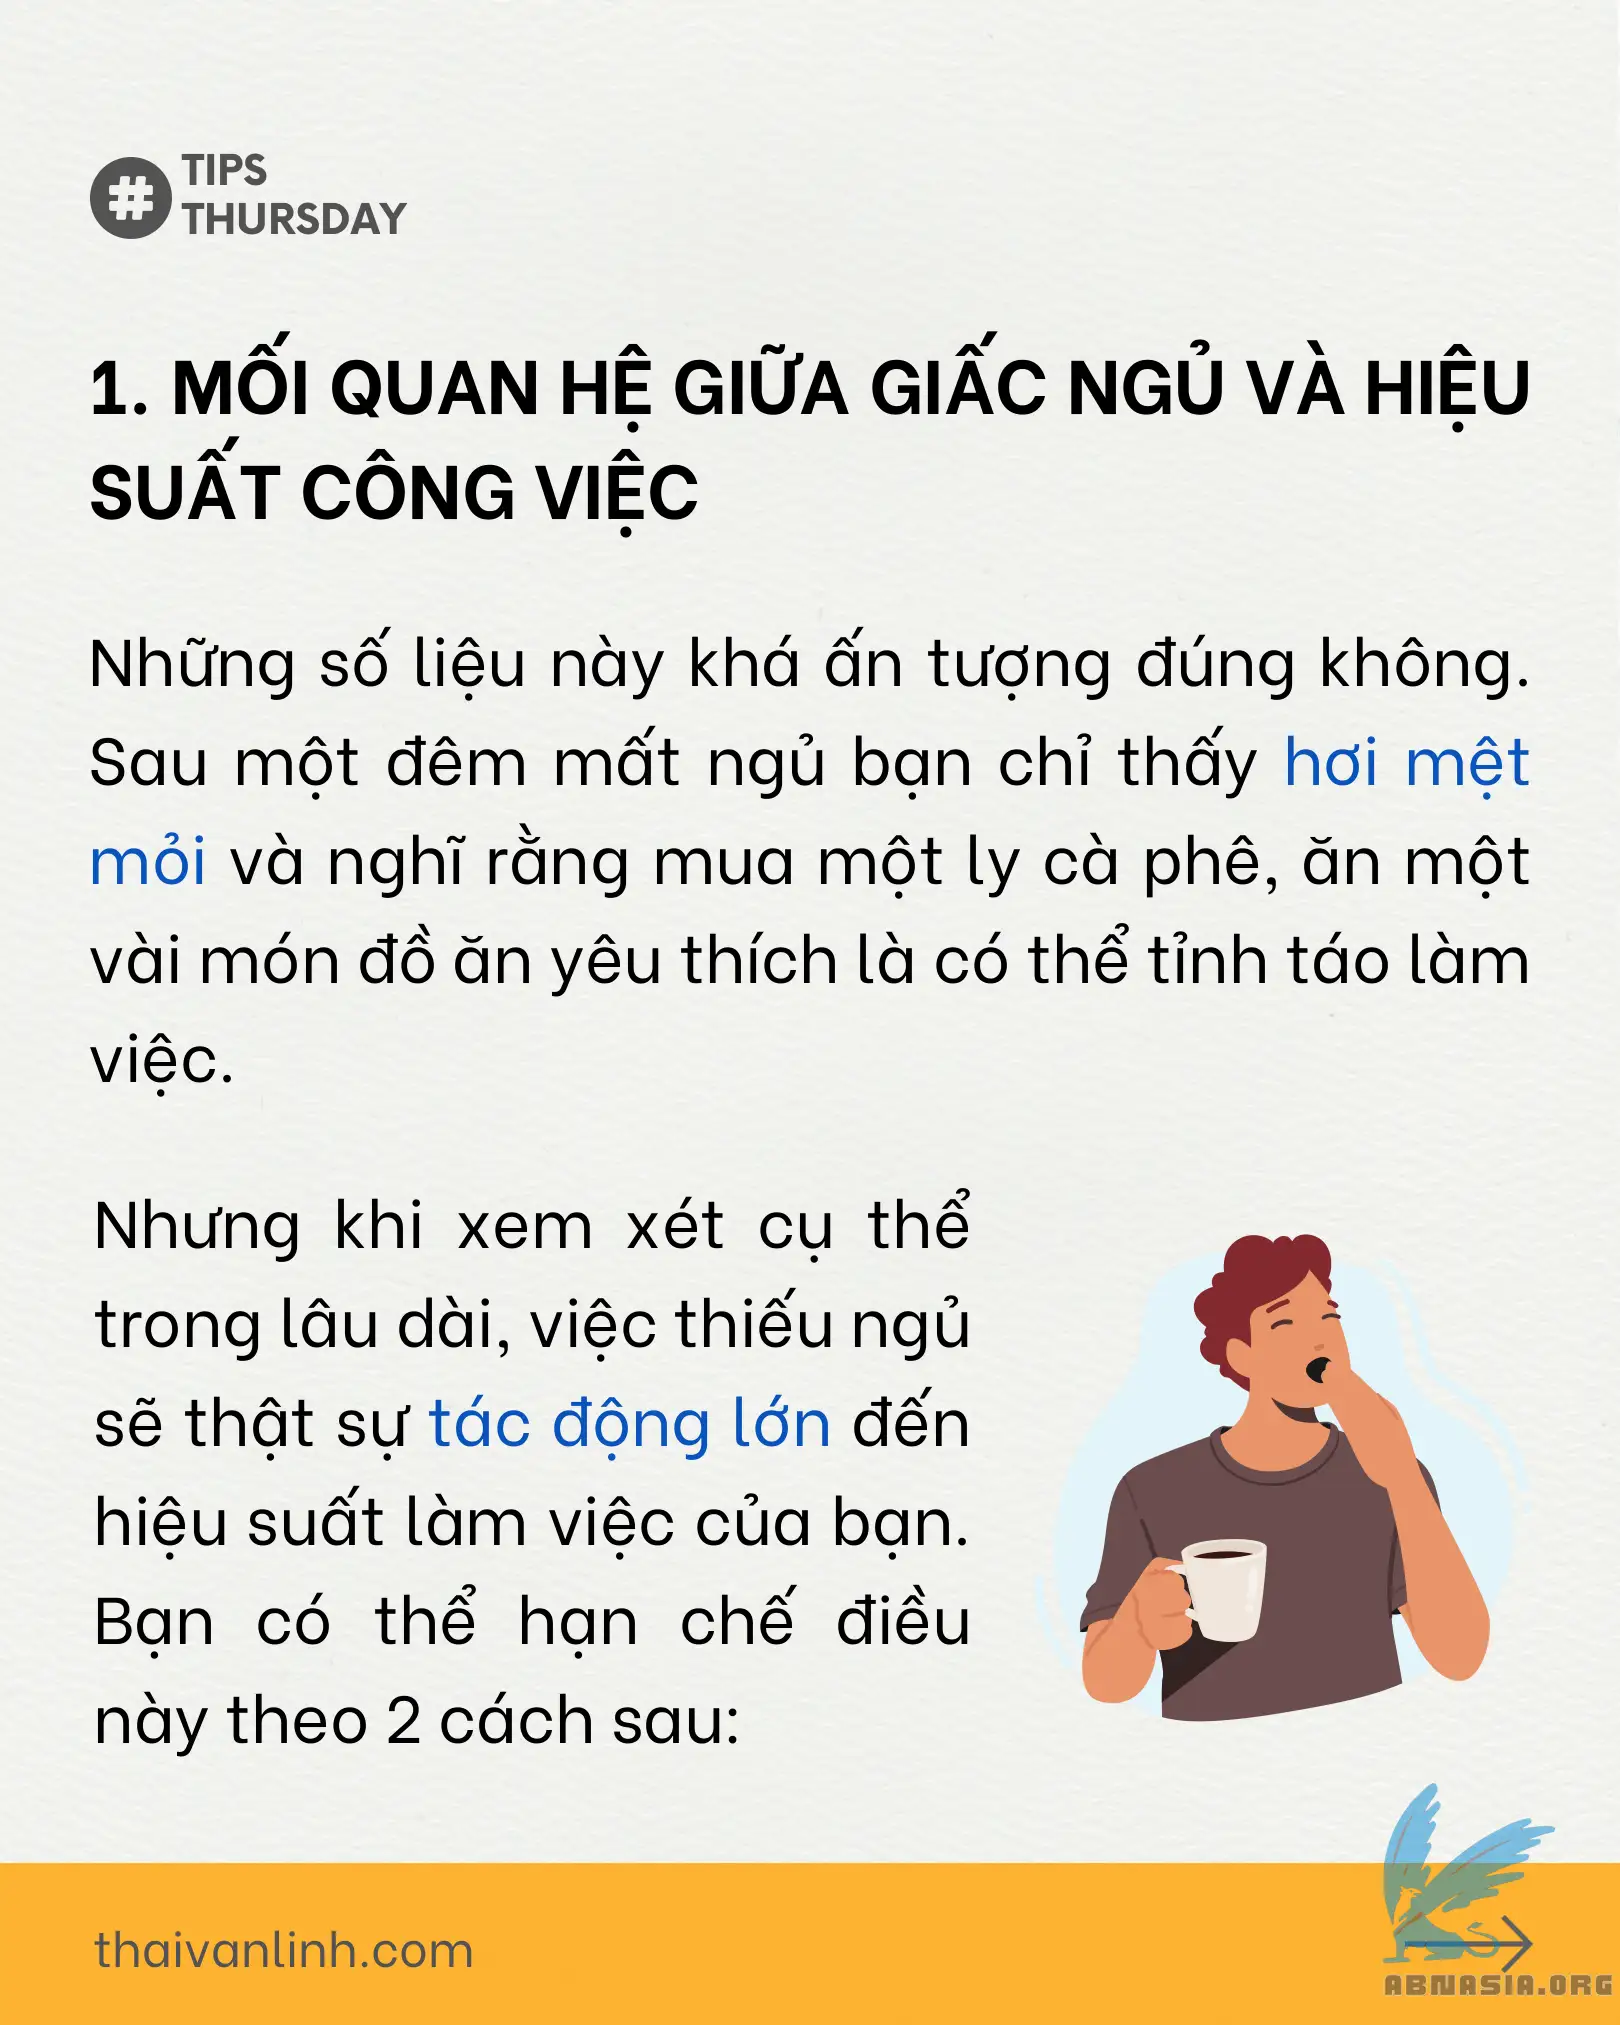 #
TIPS
THURSDAY
1. MỐI QUAN HỆ GIỮA GIẤC NGỦ VÀ HIỆU
SUẤT CÔNG VIỆC
Những số liệu này khá ấn tượng đúng không.
Sau một đêm mất ngủ bạn chỉ thấy hơi mệt
mỏi và nghĩ rằng mua một ly cà phê, ăn một
vài món đồ ăn yêu thích là có thể tỉnh táo làm
việc.
Nhưng khi xem xét cụ thể
trong lâu dài, việc thiếu ngủ
sẽ thật sự tác động lớn đến
hiệu suất làm việc của bạn.
Bạn có thể hạn chế điều
này theo 2 cách sau:
thaivanlinh.com
ABNASIA.ORG